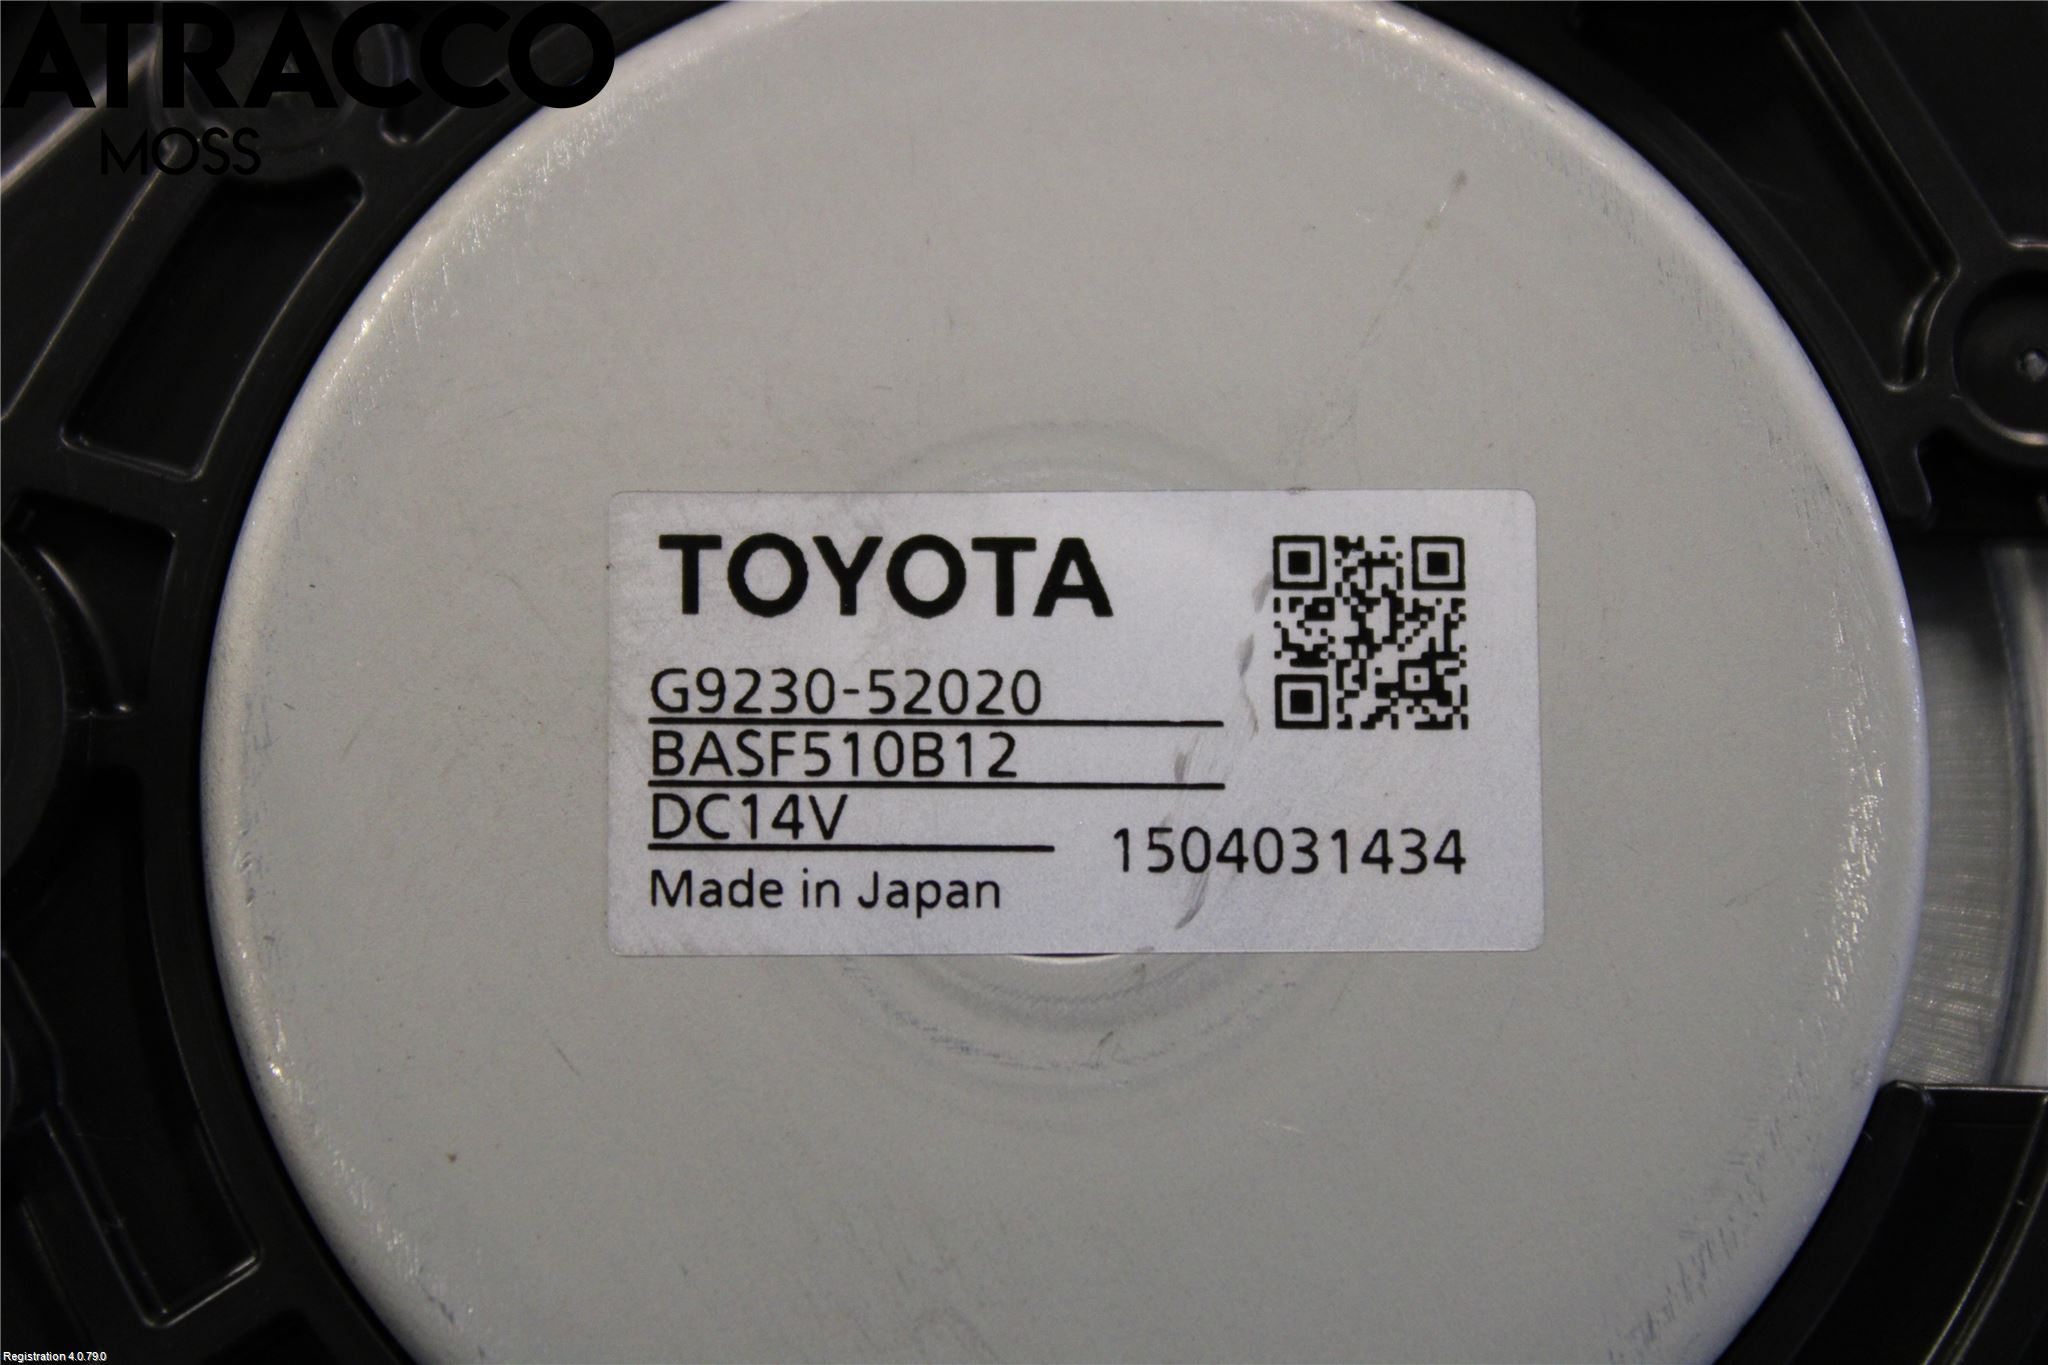 ATRACCO
MOSS
TOYOTA
G9230-52020
BASF510B12
DC14V
1504031434
Made in Japan
Registration 4.0.79.0